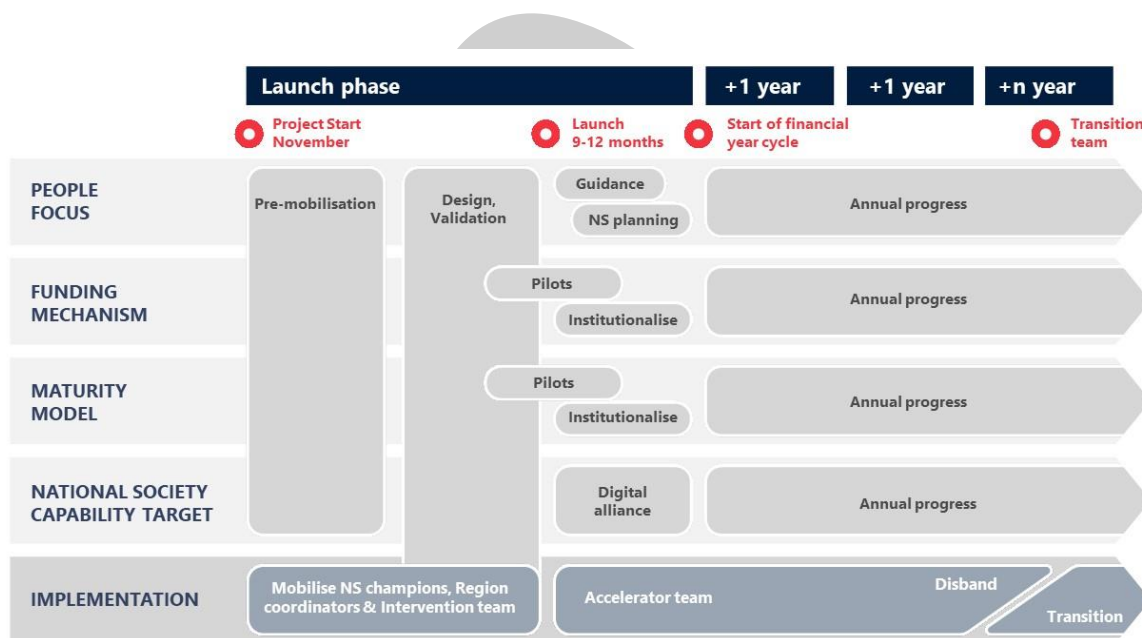 Launch phase
+1 year
+1 year
+n year
Project Start
November
Launch
9-12 months
Start of financial
year cycle
Transition
team
PEOPLE
FOCUS
Pre-mobilisation
Design,
Validation
Guidance
NS planning
Annual progress
FUNDING
MECHANISM
Pilots
Institutionalise
Annual progress
MATURITY
MODEL
Pilots
Institutionalise
Annual progress
NATIONAL SOCIETY
CAPABILITY TARGET
Digital
alliance
Annual progress
IMPLEMENTATION
Mobilise NS champions, Region
coordinators & Intervention team
Accelerator team
Disband
Transition